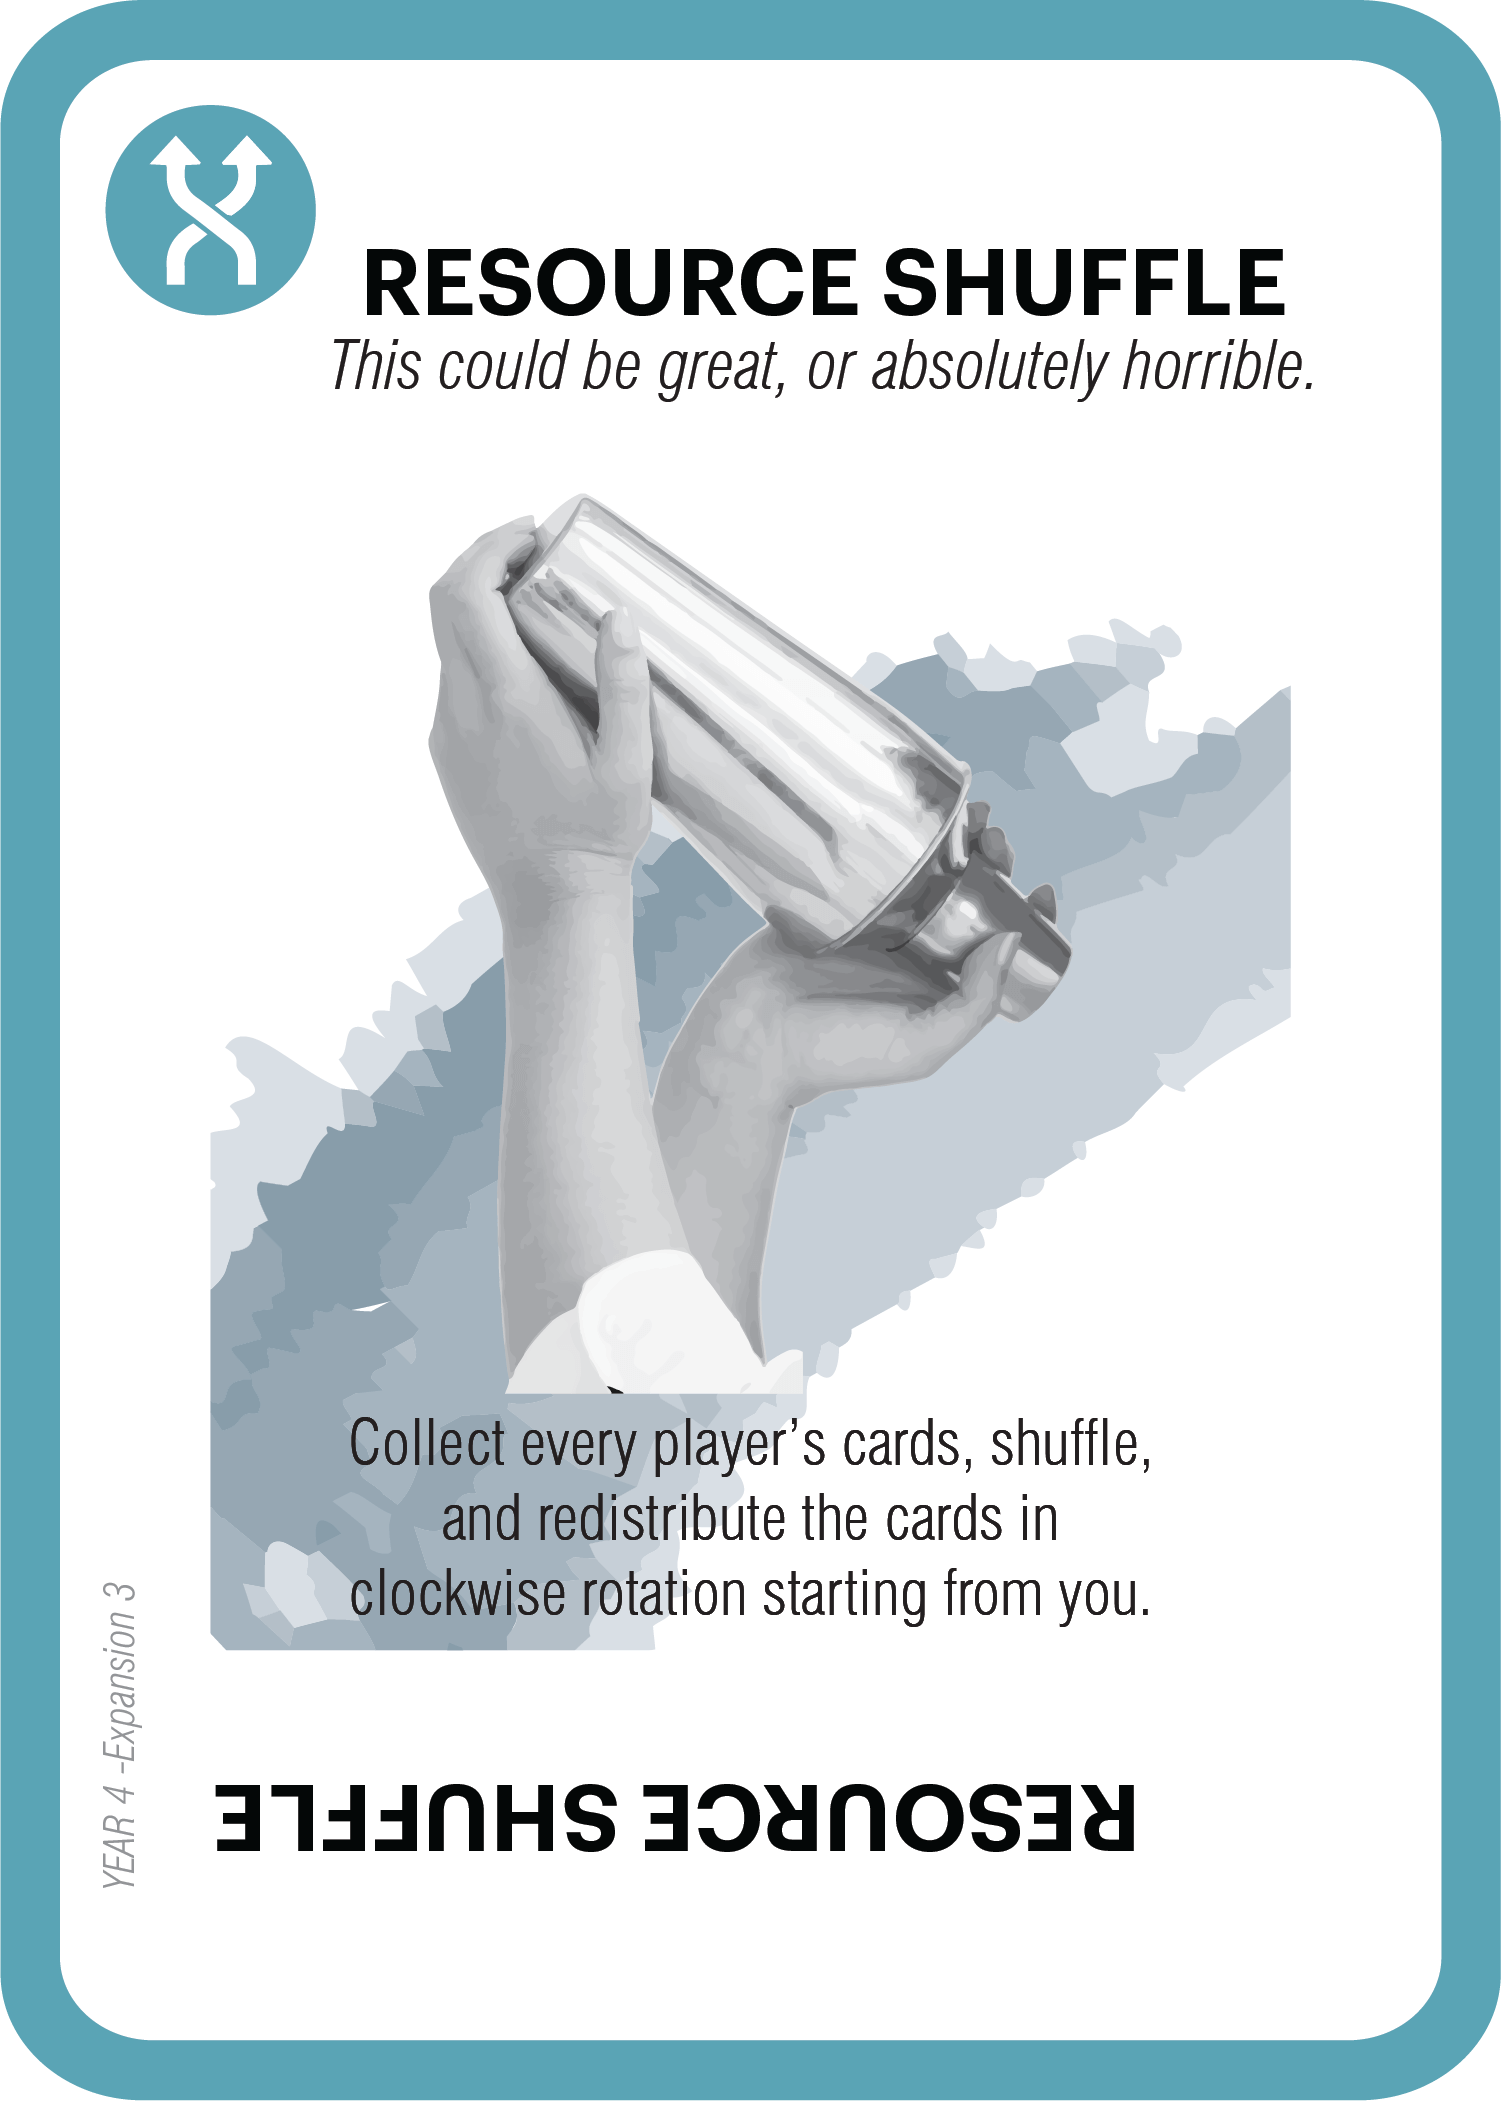 RESOURCE SHUFFLE
This could be great, or absolutely horrible.
Collect every player’s cards, shuffle,
and redistribute the cards in
clockwise rotation starting from you.
YEAR 4 -Expansion 3
RESOURCE SHUFFLE